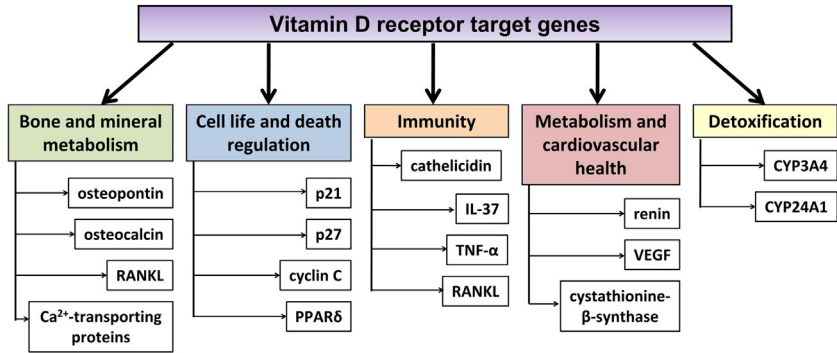 Vitamin D receptor target genes
Bone and mineral
metabolism
osteopontin
osteocalcin
RANKL
Ca²⁺-transporting
proteins
Cell life and death
regulation
p21
p27
cyclin C
PPARδ
Immunity
cathelicidin
IL-37
TNF-α
RANKL
Metabolism and
cardiovascular
health
renin
VEGF
cystathionine-
β-synthase
Detoxification
CYP3A4
CYP24A1